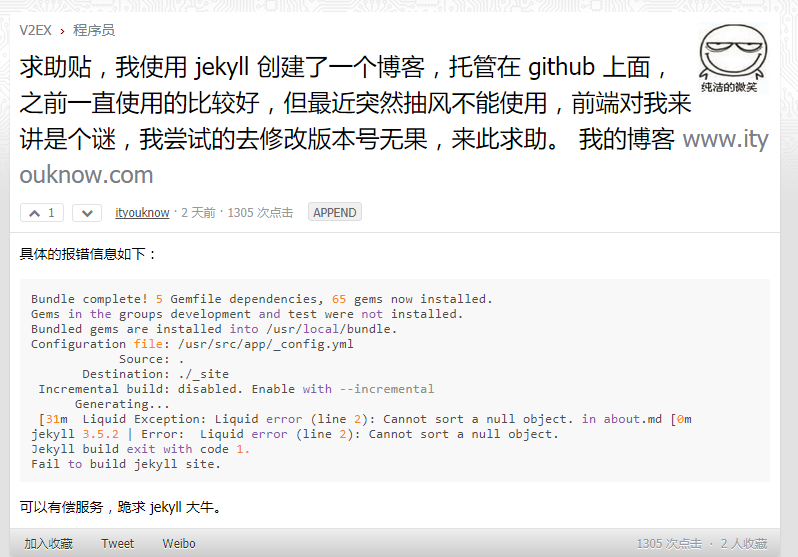 V2EX › 程序员
纯洁的微笑
求助贴，我使用 jekyll 创建了一个博客，托管在 github 上面，
之前一直使用的比较好，但最近突然抽风不能使用，前端对我来
讲是个谜，我尝试的去修改版本号无果，来此求助。 我的博客 www.ity
ouknow.com
1 ityouknow · 2 天前 · 1305 次点击 APPEND
具体的报错信息如下：
Bundle complete! 5 Gemfile dependencies, 65 gems now installed.
Gems in the groups development and test were not installed.
Bundled gems are installed into /usr/local/bundle.
Configuration file: /usr/src/app/_config.yml
Source: .
Destination: ./_site
Incremental build: disabled. Enable with --incremental
Generating...
[31m  Liquid Exception: Liquid error (line 2): Cannot sort a null object. in about.md [0m
jekyll 3.5.2 | Error:  Liquid error (line 2): Cannot sort a null object.
Jekyll build exit with code 1.
Fail to build jekyll site.
可以有偿服务，跪求 jekyll 大牛。
加入收藏 Tweet Weibo 1305 次点击 · 2 人收藏